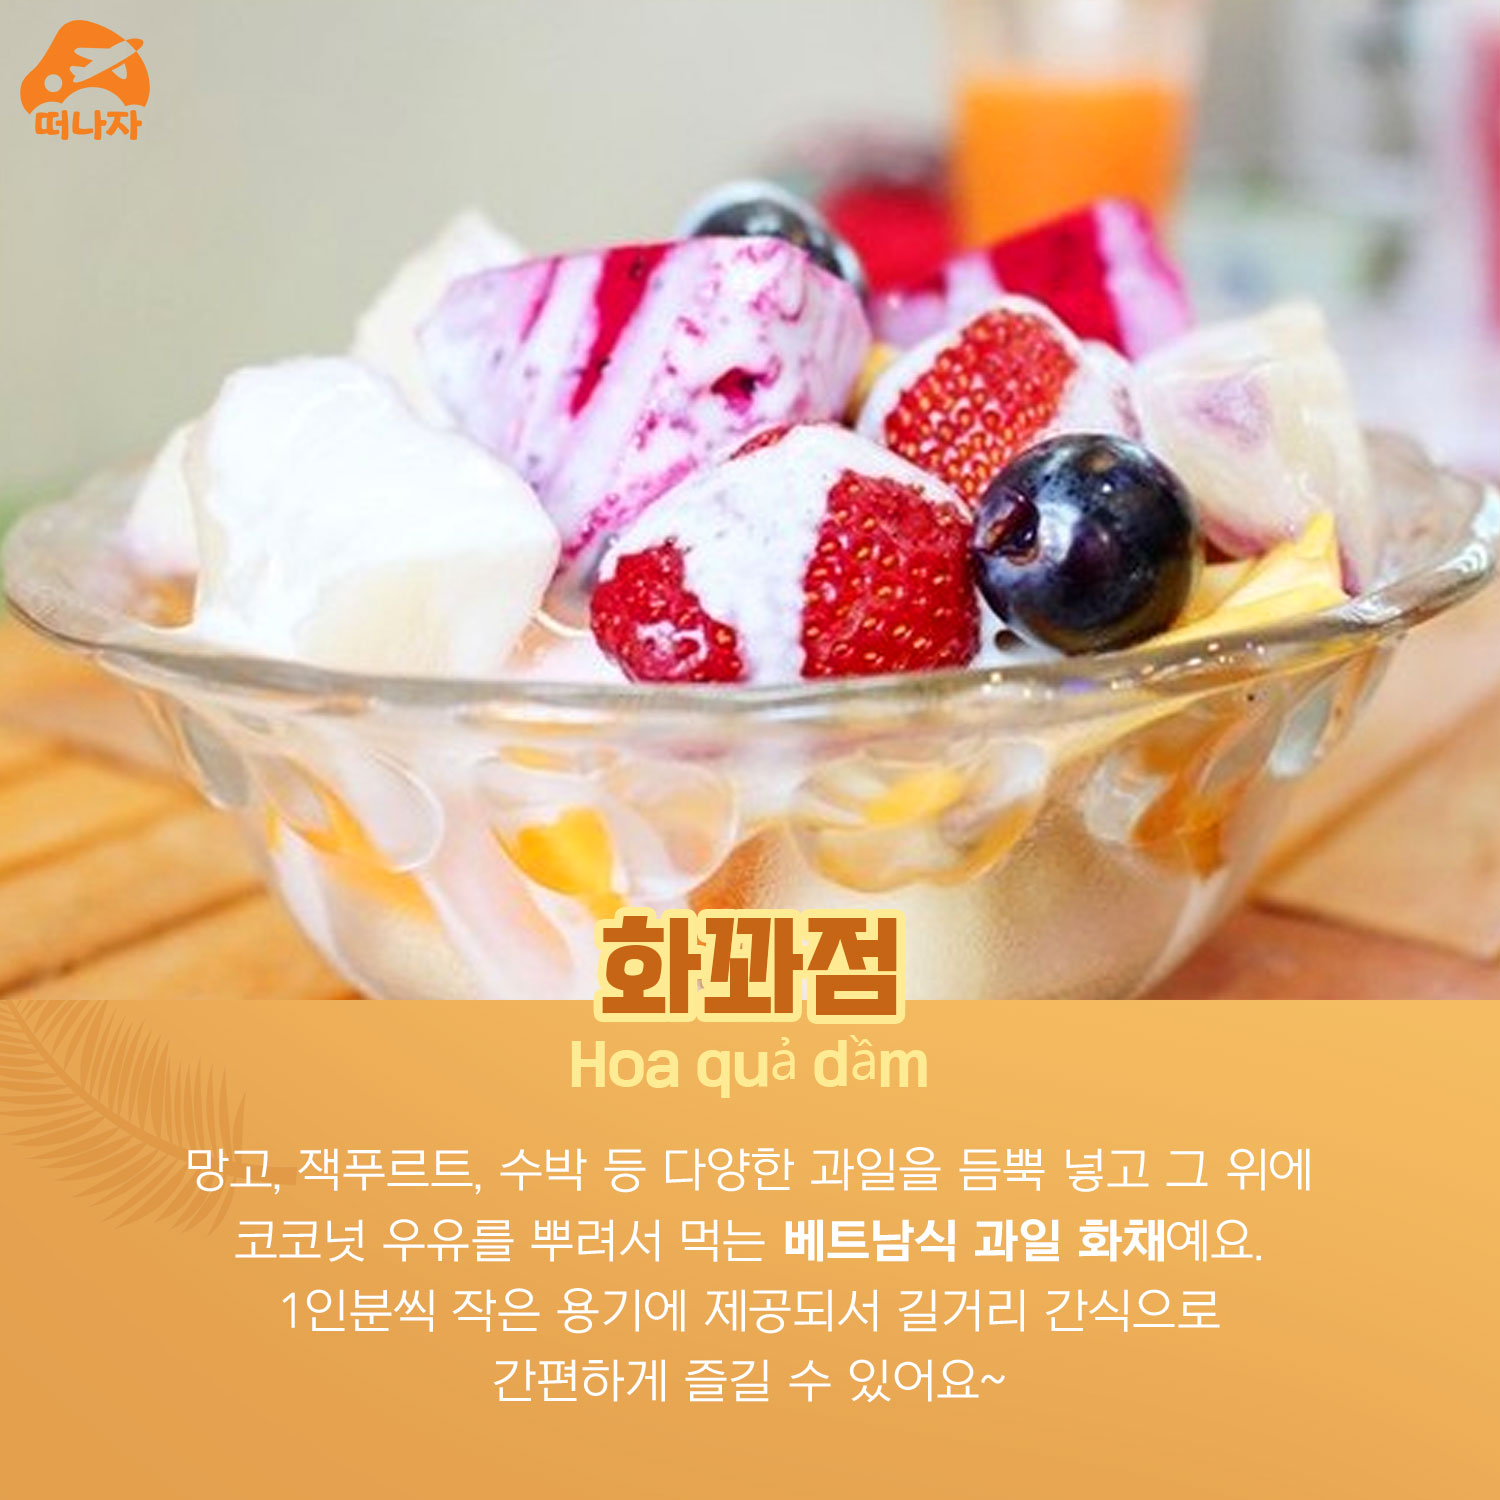 떠나자
화꽈점
Hoa quả dầm
망고, 잭푸르트, 수박 등 다양한 과일을 듬뿍 넣고 그 위에
코코넛 우유를 뿌려서 먹는 베트남식 과일 화채예요.
1인분씩 작은 용기에 제공되서 길거리 간식으로
간편하게 즐길 수 있어요~